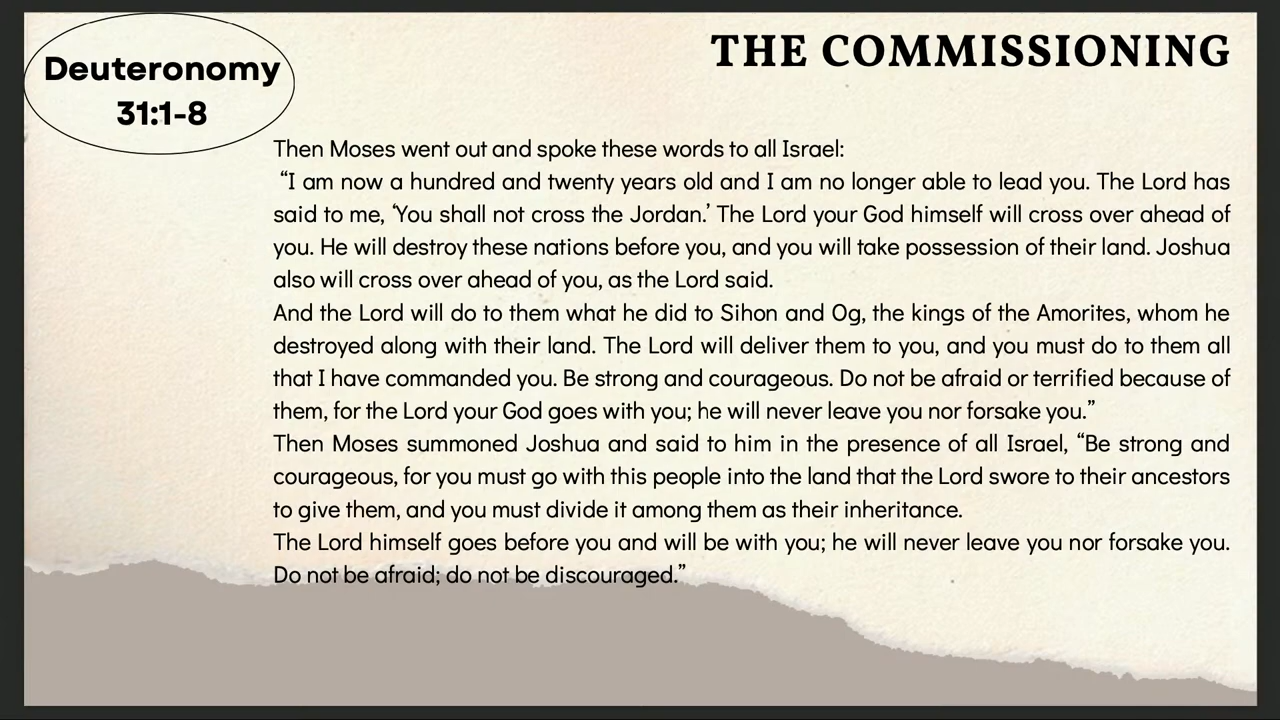 Deuteronomy
31:1-8
THE COMMISSIONING
Then Moses went out and spoke these words to all Israel:
“I am now a hundred and twenty years old and I am no longer able to lead you. The Lord has
said to me, ‘You shall not cross the Jordan.’ The Lord your God himself will cross over ahead of
you. He will destroy these nations before you, and you will take possession of their land. Joshua
also will cross over ahead of you, as the Lord said.
And the Lord will do to them what he did to Sihon and Og, the kings of the Amorites, whom he
destroyed along with their land. The Lord will deliver them to you, and you must do to them all
that I have commanded you. Be strong and courageous. Do not be afraid or terrified because of
them, for the Lord your God goes with you; he will never leave you nor forsake you.”
Then Moses summoned Joshua and said to him in the presence of all Israel, “Be strong and
courageous, for you must go with this people into the land that the Lord swore to their ancestors
to give them, and you must divide it among them as their inheritance.
The Lord himself goes before you and will be with you; he will never leave you nor forsake you.
Do not be afraid; do not be discouraged.”